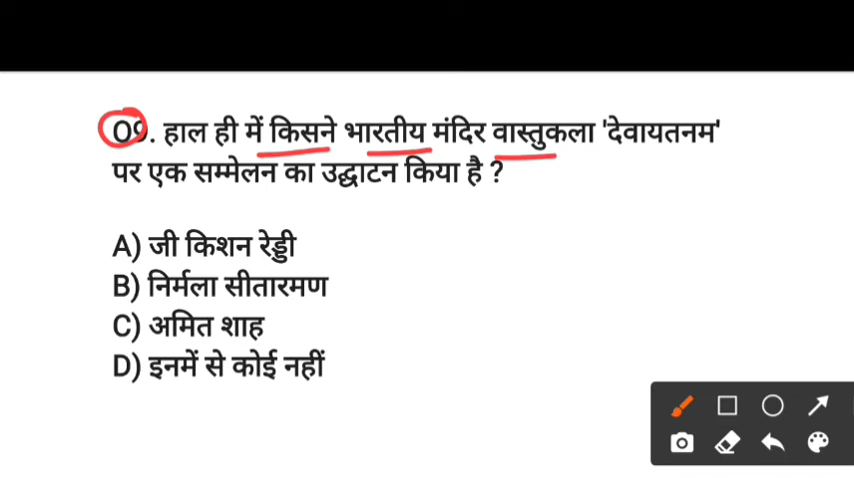 Q9. हाल ही में किसने भारतीय मंदिर वास्तुकला 'देवायतनम'
पर एक सम्मेलन का उद्घाटन किया है ?
A) जी किशन रेड्डी
B) निर्मला सीतारमण
C) अमित शाह
D) इनमें से कोई नहीं